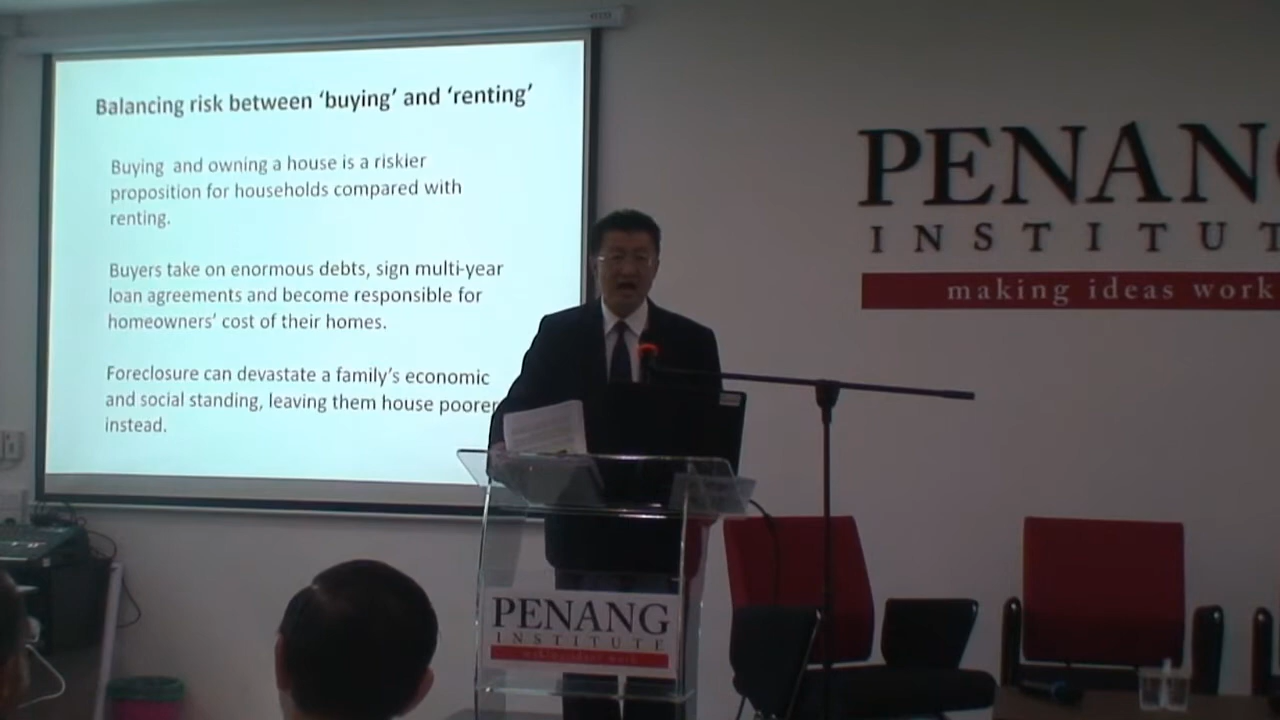 Balancing risk between ‘buying’ and ‘renting’
Buying and owning a house is a riskier
proposition for households compared with
renting.
Buyers take on enormous debts, sign multi-year
loan agreements and become responsible for
homeowners’ cost of their homes.
Foreclosure can devastate a family’s economic
and social standing, leaving them house poorer
instead.
PENANG
INSTITUT
making ideas work
PENANG
INSTITUTE
making ideas work